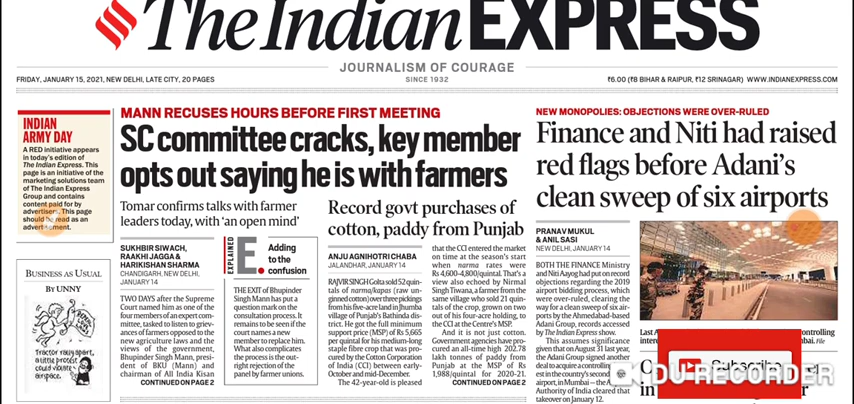 The Indian EXPRESS
JOURNALISM OF COURAGE
SINCE 1932
FRIDAY, JANUARY 15, 2021, NEW DELHI, LATE CITY, 20 PAGES
₹6.00 (₹8 BIHAR & RAIPUR, ₹12 SRINAGAR) WWW.INDIANEXPRESS.COM
INDIAN
ARMY DAY
A RED initiative appears
in today's edition of
The Indian Express. This
page is an initiative of the
marketing solutions team
of The Indian Express
Group and contains
content paid for by
advertisers. This page
should be read as an
advertisement.
BUSINESS AS USUAL
BY UNNY
Tractor rally apart,
a little protest
could violate
airspace.
MANN RECUSES HOURS BEFORE FIRST MEETING
SC committee cracks, key member
opts out saying he is with farmers
Tomar confirms talks with farmer
leaders today, with 'an open mind'
SUKHBIR SIWACH,
RAAKHI JAGGA &
HARIKISHAN SHARMA
CHANDIGARH, NEW DELHI,
JANUARY 14
TWO DAYS after the Supreme
Court named him as one of the
four members of an expert com-
mittee, tasked to listen to griev-
ances of farmers opposed to the
new agriculture laws and the
views of the government,
Bhupinder Singh Mann, presi-
dent of BKU (Mann) and
chairman of All India Kisan
CONTINUED ON PAGE 2
EXPLAINED
E.
Adding
to the
confusion
THE EXIT of Bhupinder
Singh Mann has put a
question mark on the
consultation process. It
remains to be seen if the
court names a new
member to replace him.
What also complicates
the process is the out-
right rejection of the
panel by farmer unions.
Record govt purchases of
cotton, paddy from Punjab
ANJU AGNIHOTRI CHABA
JALANDHAR, JANUARY 14
RAJVIR SINGH Golta sold 52 quin-
tals of narma/kapas (raw un-
ginned cotton) over three pickings
from his five-acre land in Jhumba
village of Punjab's Bathinda dis-
trict. He got the full minimum
support price (MSP) of Rs 5,665
per quintal for his medium-long
staple fibre crop that was pro-
cured by the Cotton Corporation
of India (CCI) between early-
October and mid-December.
The 42-year-old is pleased
that the CCI entered the market
on time at the season's start
when narma rates were
Rs 4,600-4,800/quintal. That's a
view also echoed by Nirmal
Singh Tiwana, a farmer from the
same village who sold 21 quin-
tals of the crop, grown on two
out of his four-acre holding, to
the CCI at the Centre's MSP.
And it is not just cotton.
Government agencies have pro-
cured an all-time high 202.78
lakh tonnes of paddy from
Punjab at the MSP of Rs
1,988/quintal for 2020-21.
CONTINUED ON PAGE 2
NEW MONOPOLIES: OBJECTIONS WERE OVER-RULED
Finance and Niti had raised
red flags before Adani's
clean sweep of six airports
PRANAV MUKUL
& ANIL SASI
NEW DELHI, JANUARY 14
BOTH THE FINANCE Ministry
and Niti Aayog had put on record
objections regarding the 2019
airport bidding process, which
were over-ruled, clearing the
way for a clean sweep of six air-
ports by the Ahmedabad-based
Adani Group, records accessed
by The Indian Express show.
This assumes significance
given that on August 31 last year,
the Adani Group signed another
deal to acquire a controlling
est in the country's second
airport, in Mumbai — the A
Authority of India cleared that
takeover on January 12.
Last A
controlling
inter
bai. File
Subscribe
DU RECORDER